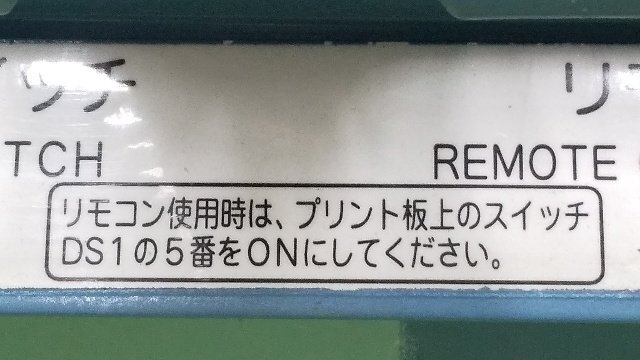 ッチ
リモ
TCH
REMOTE
リモコン使用時は、プリント板上のスイッチ
DS1の5番をONにしてください。